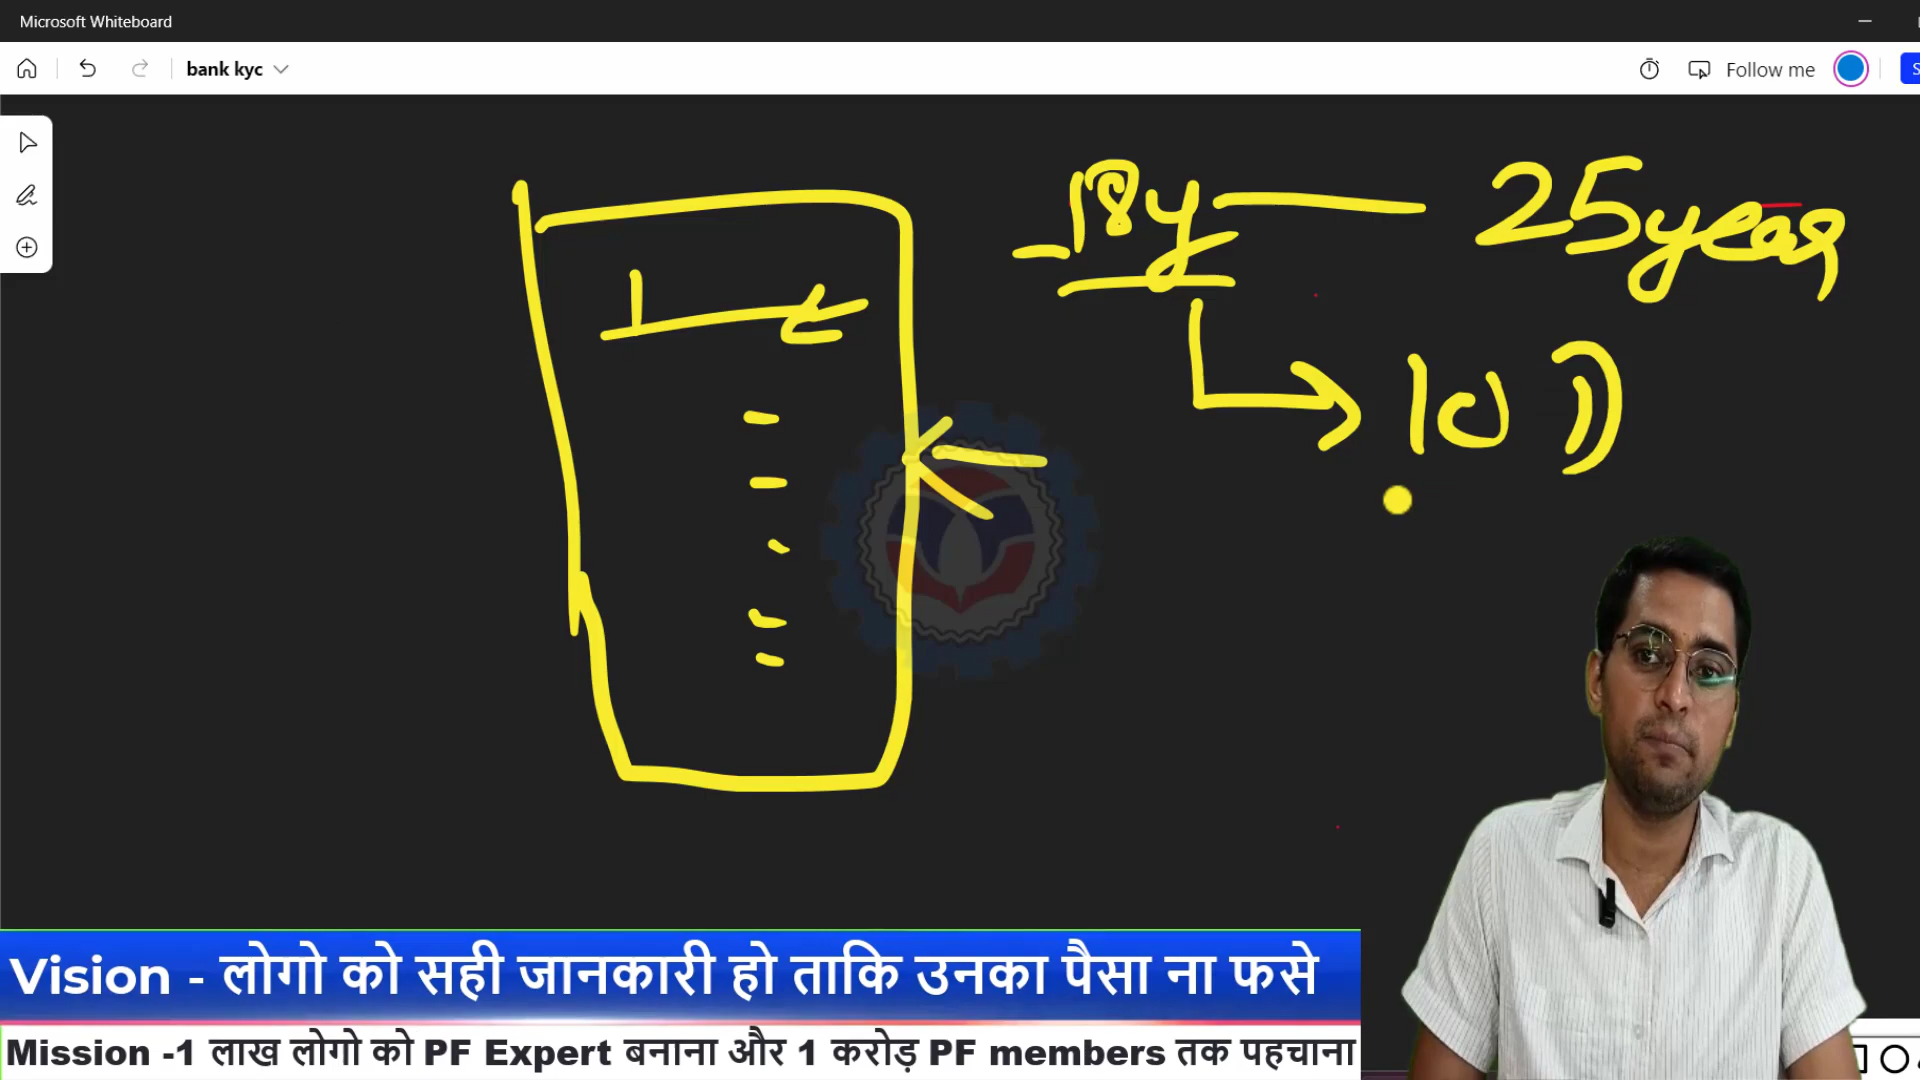 Microsoft Whiteboard
bank kyc
Follow me
18y — 25year
10 D
Vision - लोगो को सही जानकारी हो ताकि उनका पैसा ना फसे
Mission -1 लाख लोगो को PF Expert बनाना और 1 करोड़ PF members तक पहचाना